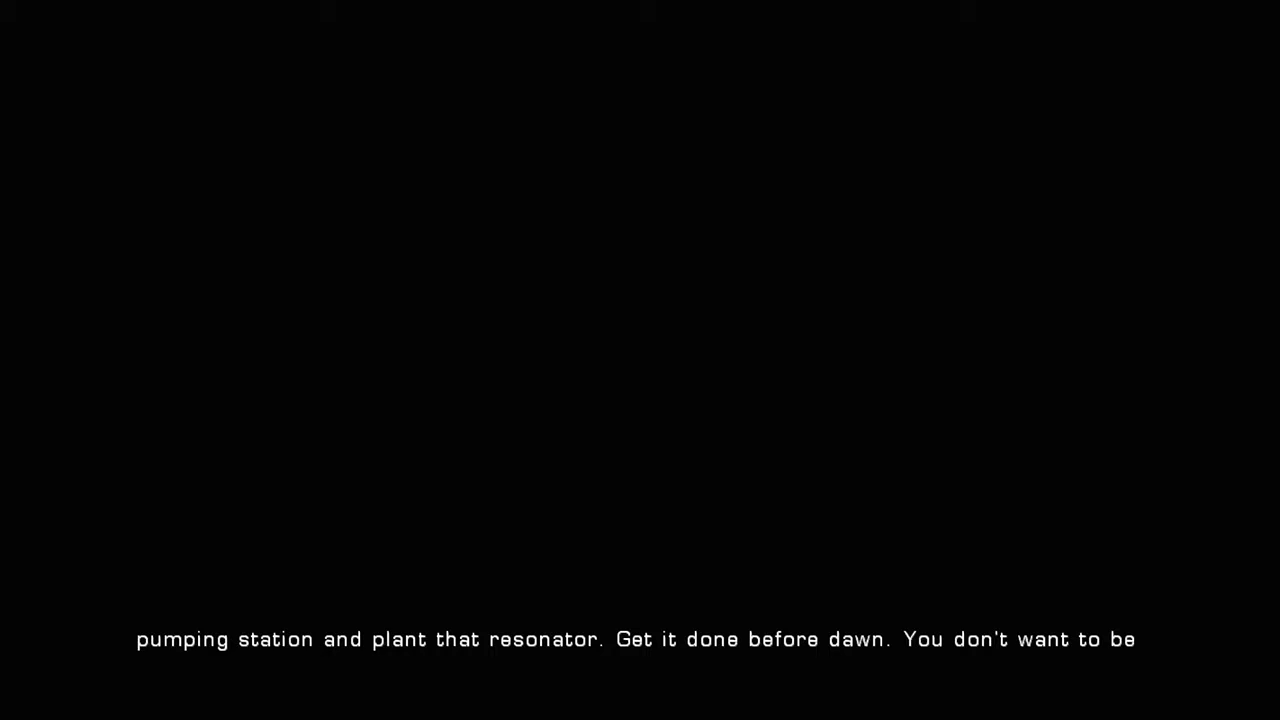 pumping station and plant that resonator. Get it done before dawn. You don't want to be